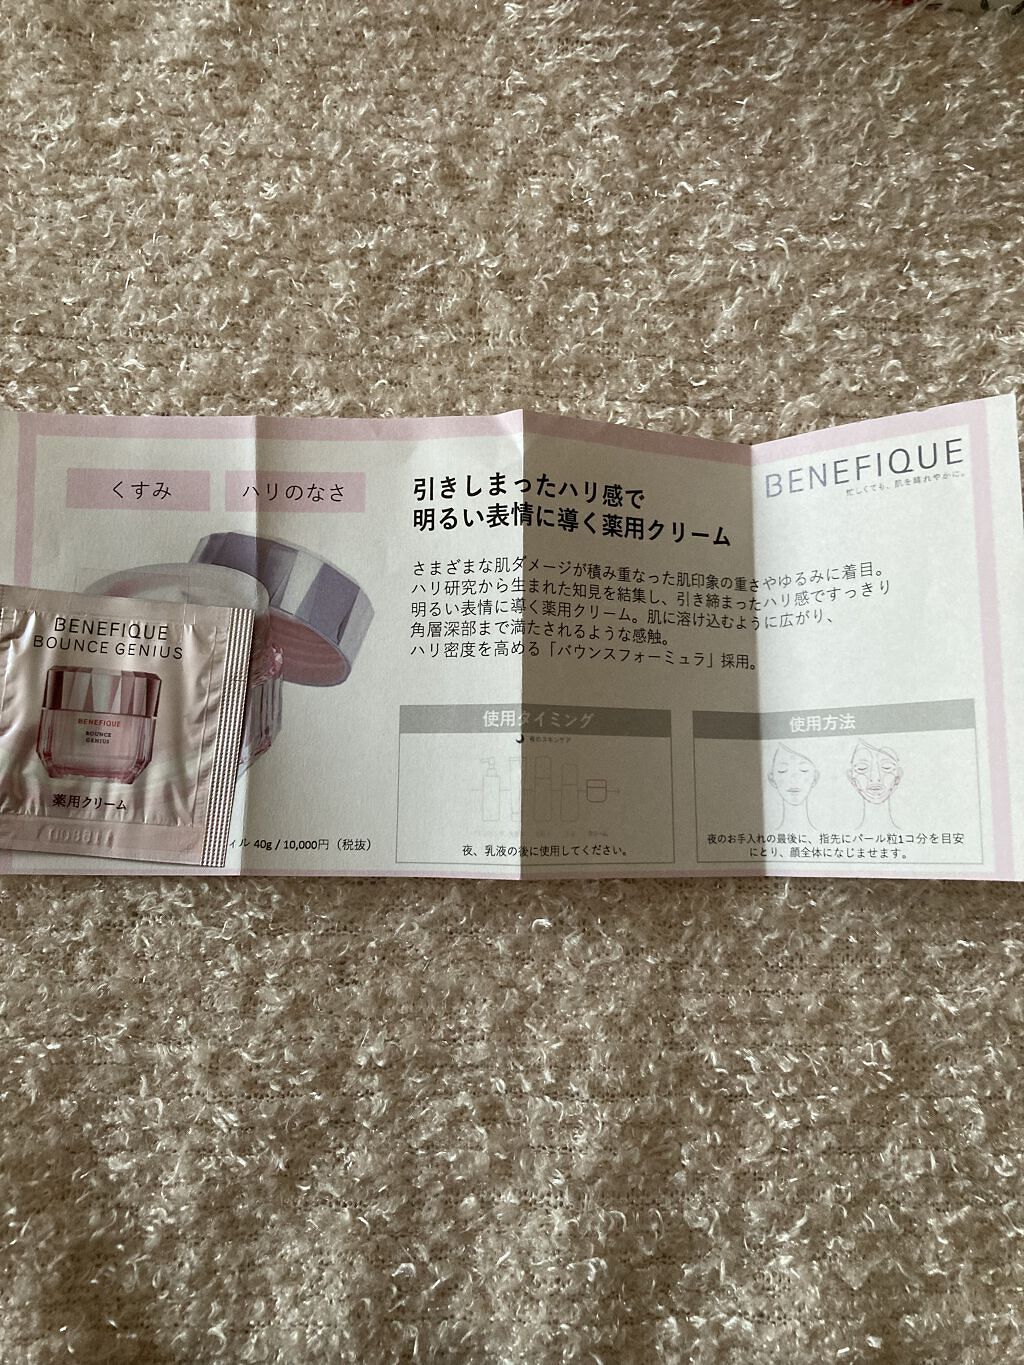 くすみ
ハリのなさ
引きしまったハリ感で
明るい表情に導く薬用クリーム
BENEFIQUE
忙しくても、肌を晴れやかに。
さまざまな肌ダメージが積み重なった肌印象の重さやゆるみに着目。
ハリ研究から生まれた知見を結集し、引き締まったハリ感ですっきり
明るい表情に導く薬用クリーム。肌に溶け込むように広がり、
角層深部まで満たされるような感触。
ハリ密度を高める「バウンスフォーミュラ」採用。
BENEFIQUE
BOUNCE GENIUS
BENEFIQUE
BOUNCE
GENIUS
薬用クリーム
ィル 40g / 10,000円（税抜）
使用タイミング
夜のスキンケア
クリーム
夜、乳液の後に使用してください。
使用方法
夜のお手入れの最後に、指先にパール粒1コ分を目安
にとり、顔全体になじませます。